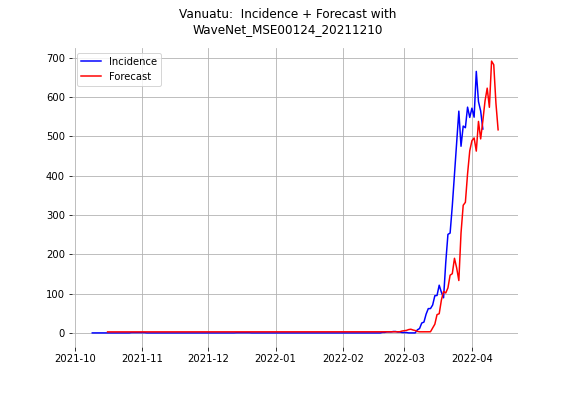 Vanuatu:  Incidence + Forecast with
WaveNet_MSE00124_20211210
Incidence
Forecast
700
600
500
400
300
200
100
0
2021-10 2021-11 2021-12 2022-01 2022-02 2022-03 2022-04